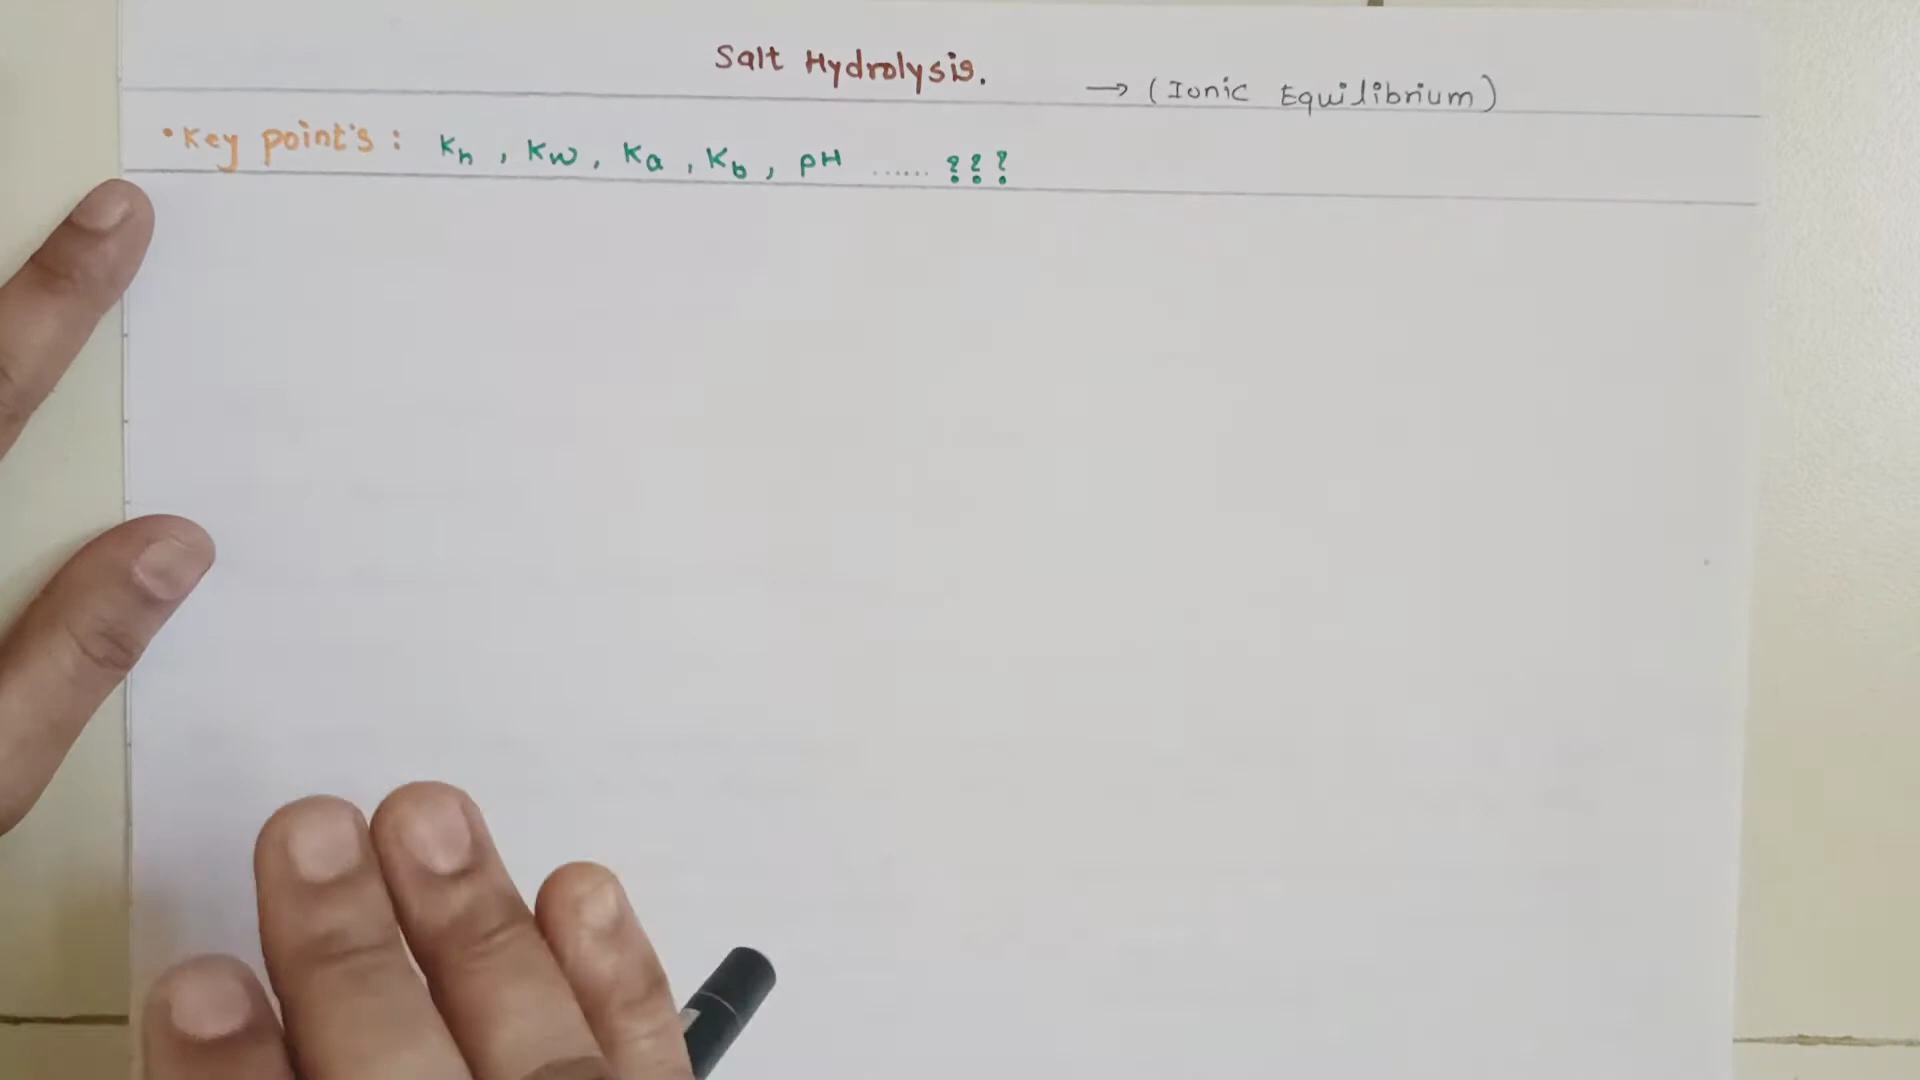 Salt Hydrolysis.
→ (Ionic Equilibrium)
• Key point's : Kh , Kw , Ka , Kb , pH ...... ???